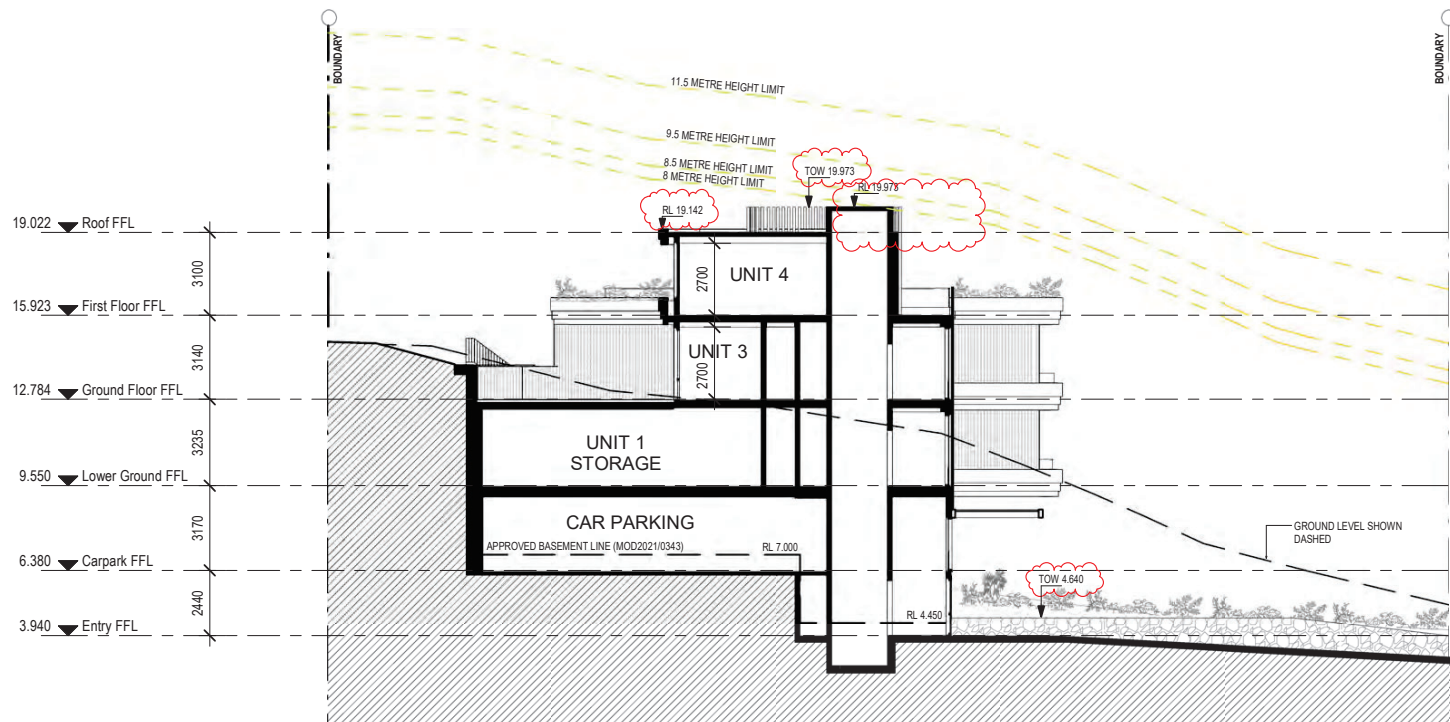 BOUNDARY
BOUNDARY
11.5 METRE HEIGHT LIMIT
9.5 METRE HEIGHT LIMIT
8.5 METRE HEIGHT LIMIT
8 METRE HEIGHT LIMIT
TOW 19.973
RL 19.973
RL 19.142
19.022 Roof FFL
3100
2700
UNIT 4
15.923 First Floor FFL
3140
UNIT 3
2700
12.784 Ground Floor FFL
3235
UNIT 1
STORAGE
9.550 Lower Ground FFL
3170
CAR PARKING
GROUND LEVEL SHOWN
DASHED
APPROVED BASEMENT LINE (MOD2021/0343)
RL 7.000
6.380 Carpark FFL
2440
TOW 4.640
RL 4.450
3.940 Entry FFL